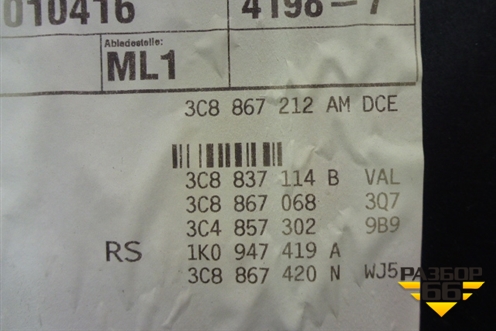 010416 4198-7
Abladestelle:
ML1
3C8 867 212 AM DCE
3C8 837 114 B VAL
3C8 867 068 3Q7
3C4 857 302 9B9
RS 1K0 947 419 A
3C8 867 420 N WJ5
РАЗБОР
66